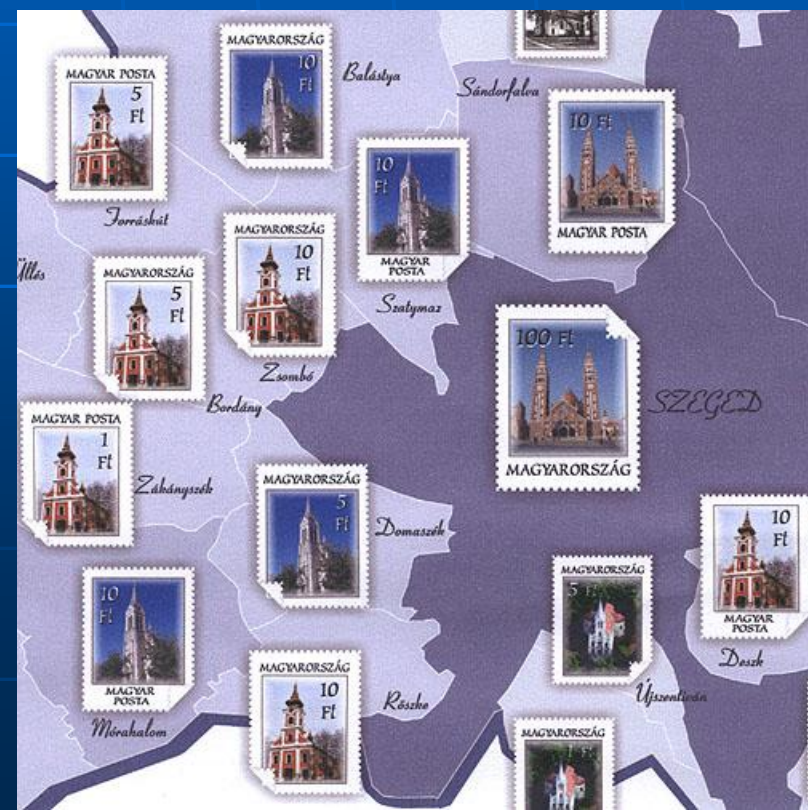 MAGYARORSZÁG
10
Ft
Balástya
MAGYAR POSTA
5
Ft
Forráskút
Sándorfalva
10 Ft
MAGYAR POSTA
10
Ft
MAGYAR
POSTA
Szatymaz
Üllés
MAGYARORSZÁG
10
Ft
Zsombó
MAGYARORSZÁG
5
Ft
Bordány
100 Ft
MAGYARORSZÁG
SZEGED
MAGYAR POSTA
1
Ft
Zákányszék
MAGYARORSZÁG
5
Ft
Domaszék
10
Ft
MAGYAR
POSTA
Deszk
MAGYARORSZÁG
5 Ft
Újszentiván
10
Ft
MAGYAR
POSTA
Mórahalom
MAGYARORSZÁG
10
Ft
Röszke
MAGYARORSZÁG
1 Ft